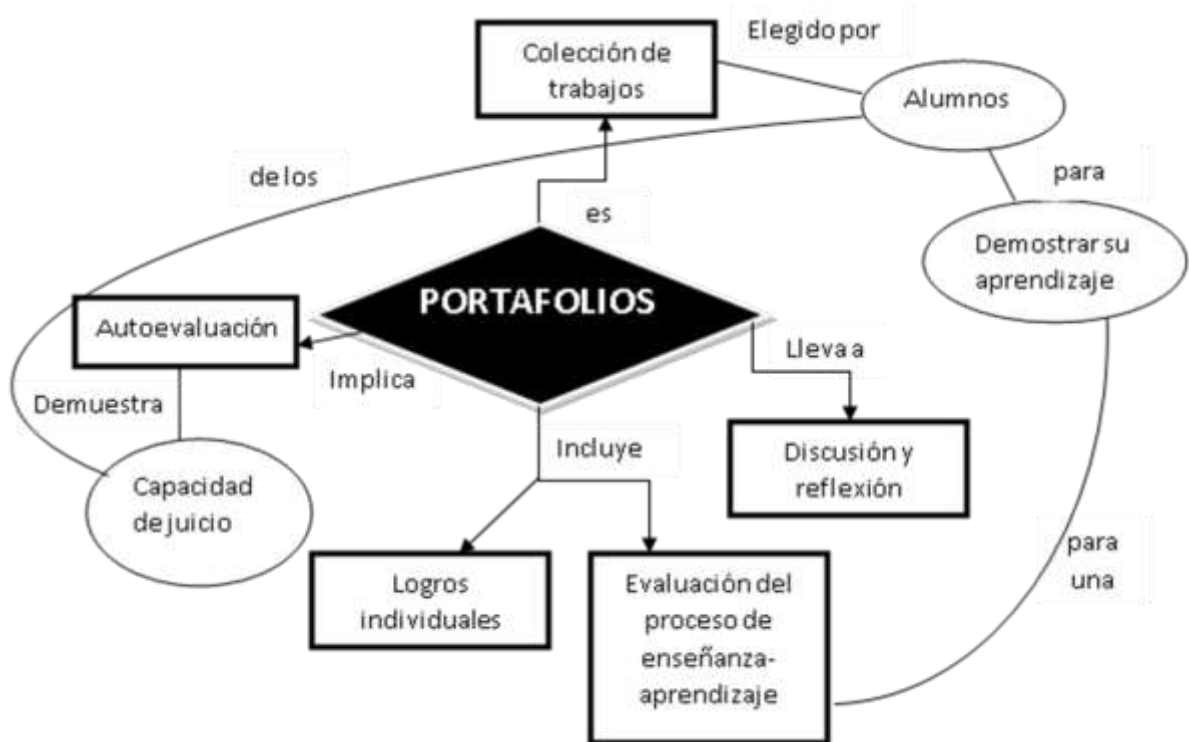 Colección de
trabajos
Elegido por
Alumnos
de los
para
es
Demostrar su
aprendizaje
PORTAFOLIOS
Autoevaluación
Lleva a
Implica
Demuestra
Incluye
Discusión y
reflexión
Capacidad
de juicio
para
una
Logros
individuales
Evaluación del
proceso de
enseñanza-
aprendizaje